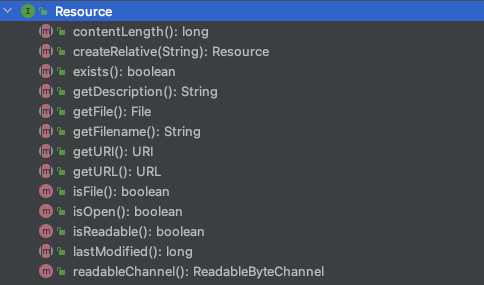 Resource
contentLength(): long
createRelative(String): Resource
exists(): boolean
getDescription(): String
getFile(): File
getFilename(): String
getURI(): URI
getURL(): URL
isFile(): boolean
isOpen(): boolean
isReadable(): boolean
lastModified(): long
readableChannel(): ReadableByteChannel